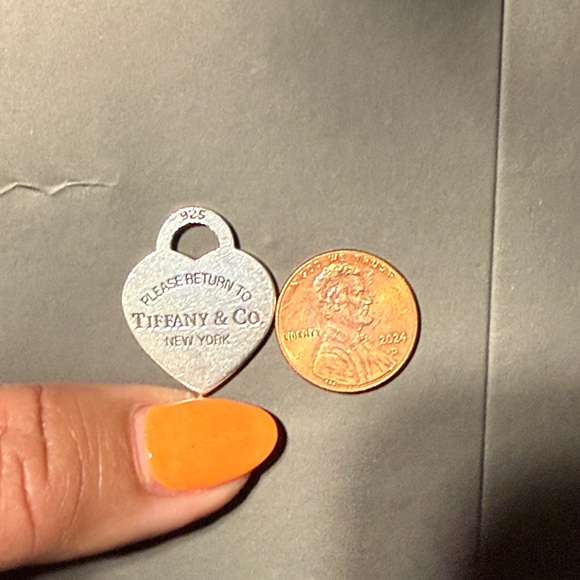 925
PLEASE RETURN TO
TIFFANY & CO.
NEW YORK
IN GOD WE TRUST
LIBERTY
2024
D